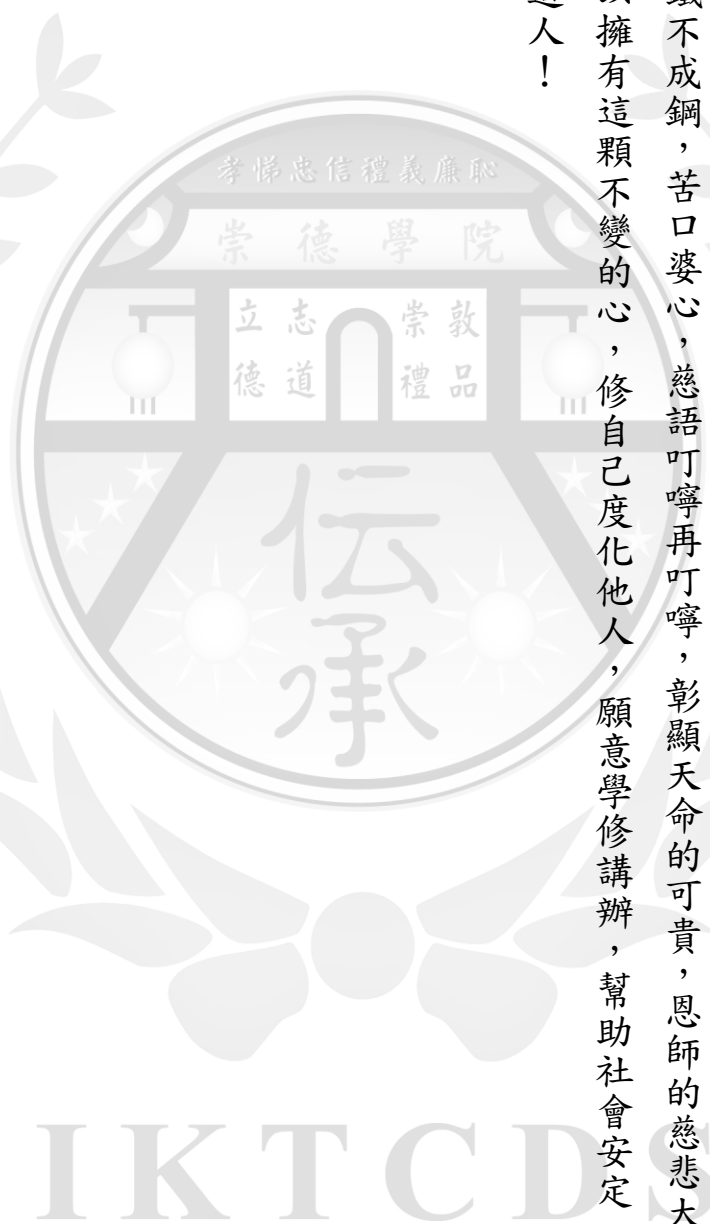 不成鋼，苦口婆心，慈語叮嚀再叮嚀，彰顯天命的可貴，恩師的慈悲大
擁有這顆不變的心，修自己度化他人，願意學修講辦，幫助社會安定
人！
孝悌忠信禮義廉恥
崇德學院
立志 崇敦
德道 禮品
伝承
IKTCDS